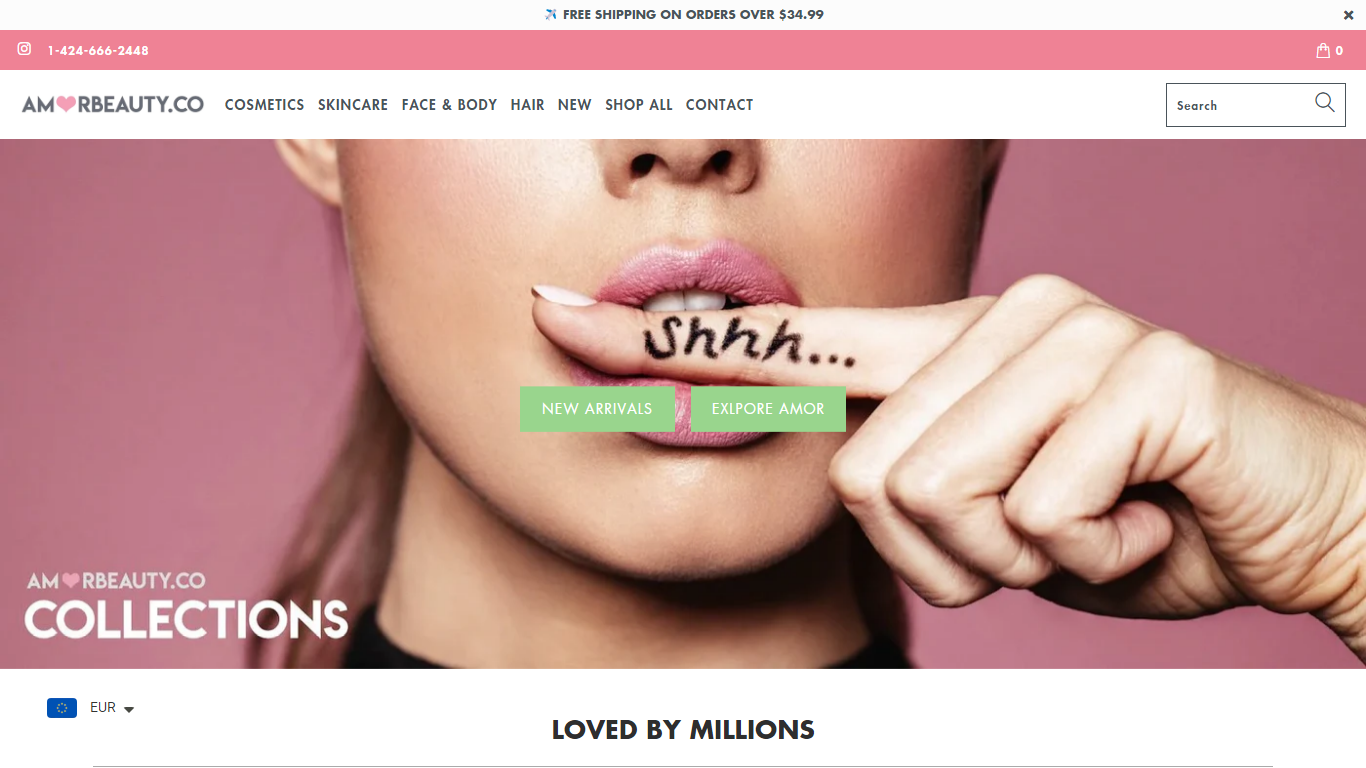 ✈️ FREE SHIPPING ON ORDERS OVER $34.99
1-424-666-2448
0
AM❤RBEAUTY.CO
COSMETICS SKINCARE FACE & BODY HAIR NEW SHOP ALL CONTACT
Search
Shhh...
NEW ARRIVALS
EXLPORE AMOR
AM❤RBEAUTY.CO
COLLECTIONS
EUR
LOVED BY MILLIONS